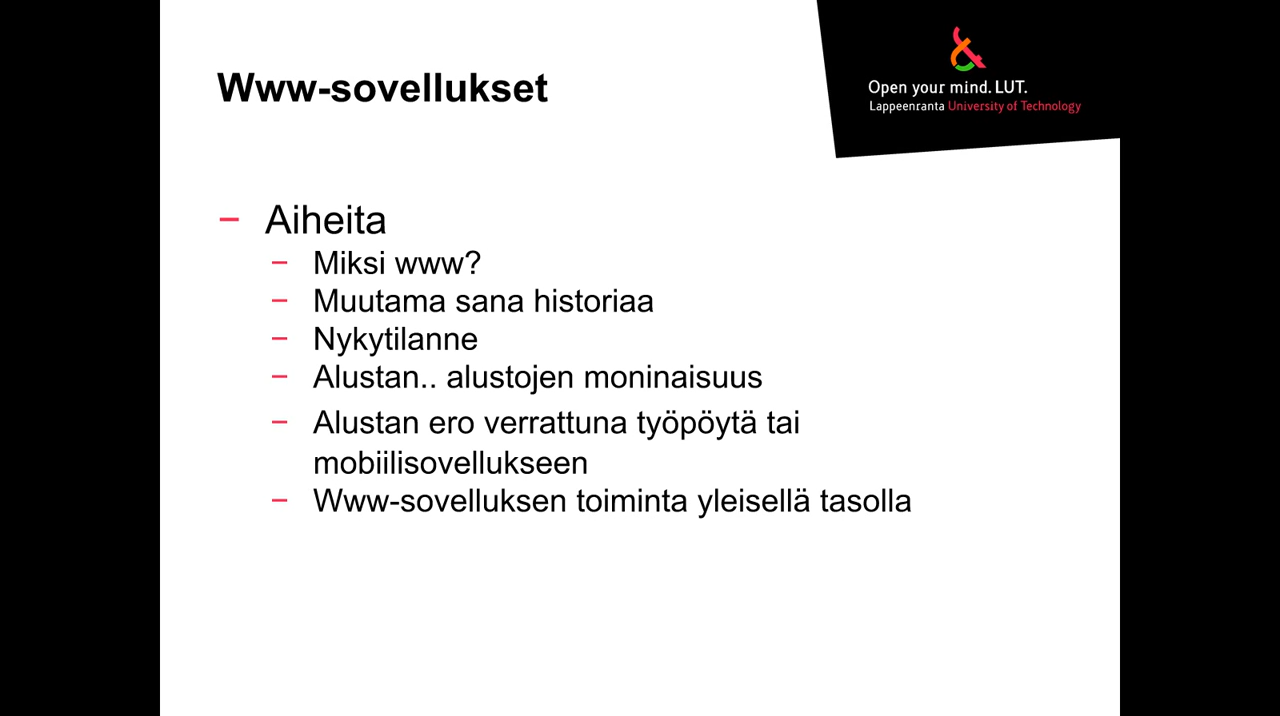 Www-sovellukset
Open your mind. LUT.
Lappeenranta University of Technology
– Aiheita
– Miksi www?
– Muutama sana historiaa
– Nykytilanne
– Alustan.. alustojen moninaisuus
– Alustan ero verrattuna työpöytä tai
mobiilisovellukseen
– Www-sovelluksen toiminta yleisellä tasolla